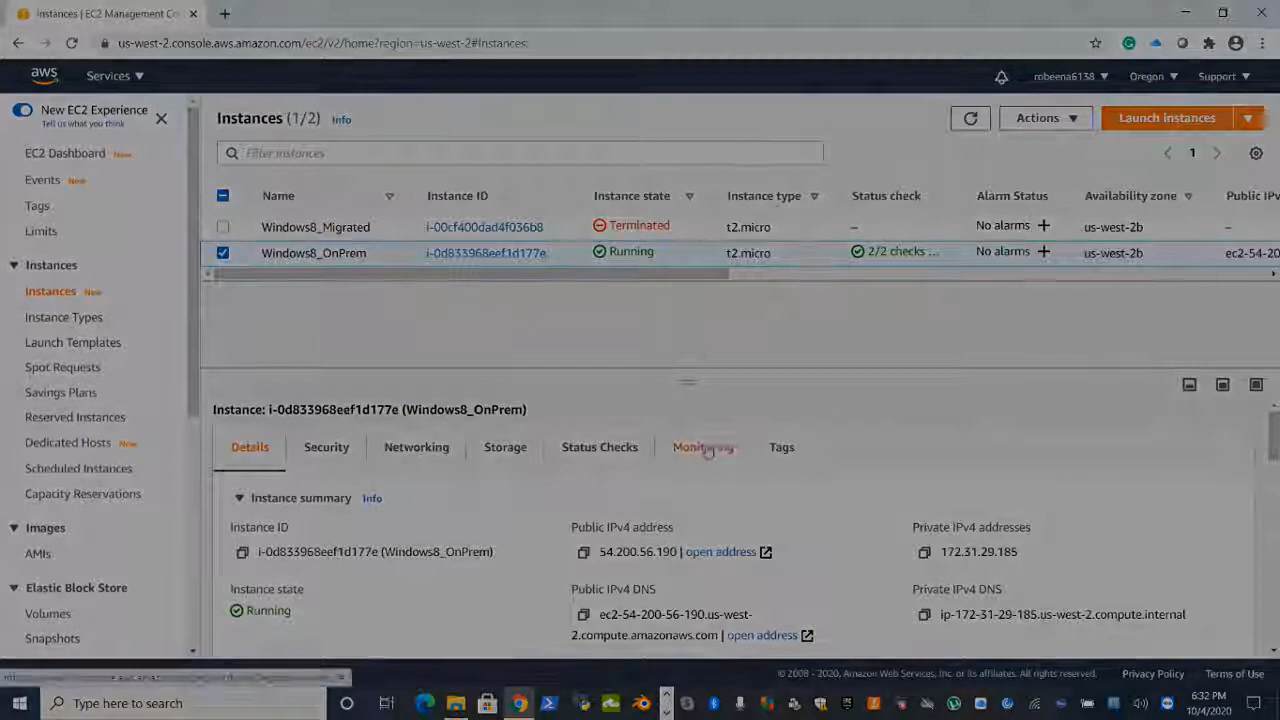 Instances | EC2 Management Co
us-west-2.console.aws.amazon.com/ec2/v2/home?region=us-west-2#Instances:
aws
Services
robeena6138
Oregon
Support
New EC2 Experience
Tell us what you think
EC2 Dashboard New
Events New
Tags
Limits
Instances
Instances New
Instance Types
Launch Templates
Spot Requests
Savings Plans
Reserved Instances
Dedicated Hosts New
Scheduled Instances
Capacity Reservations
Images
AMIs
Elastic Block Store
Volumes
Snapshots
Instances (1/2) Info
Actions
Launch instances
Filter instances
1
Name Instance ID Instance state Instance type Status check Alarm Status Availability zone Public IPv
Windows8_Migrated i-00cf400dad4f036b8 Terminated t2.micro – No alarms us-west-2b –
Windows8_OnPrem i-0d833968eef1d177e Running t2.micro 2/2 checks ... No alarms us-west-2b ec2-54-20
Instance: i-0d833968eef1d177e (Windows8_OnPrem)
Details Security Networking Storage Status Checks Monitoring Tags
Instance summary Info
Instance ID
i-0d833968eef1d177e (Windows8_OnPrem)
Public IPv4 address
54.200.56.190 | open address
Private IPv4 addresses
172.31.29.185
Instance state
Running
Public IPv4 DNS
ec2-54-200-56-190.us-west-
2.compute.amazonaws.com | open address
Private IPv4 DNS
ip-172-31-29-185.us-west-2.compute.internal
© 2008 - 2020, Amazon Web Services, Inc. or its affiliates. All rights reserved.
Privacy Policy
Terms of Use
Type here to search
6:32 PM
10/4/2020